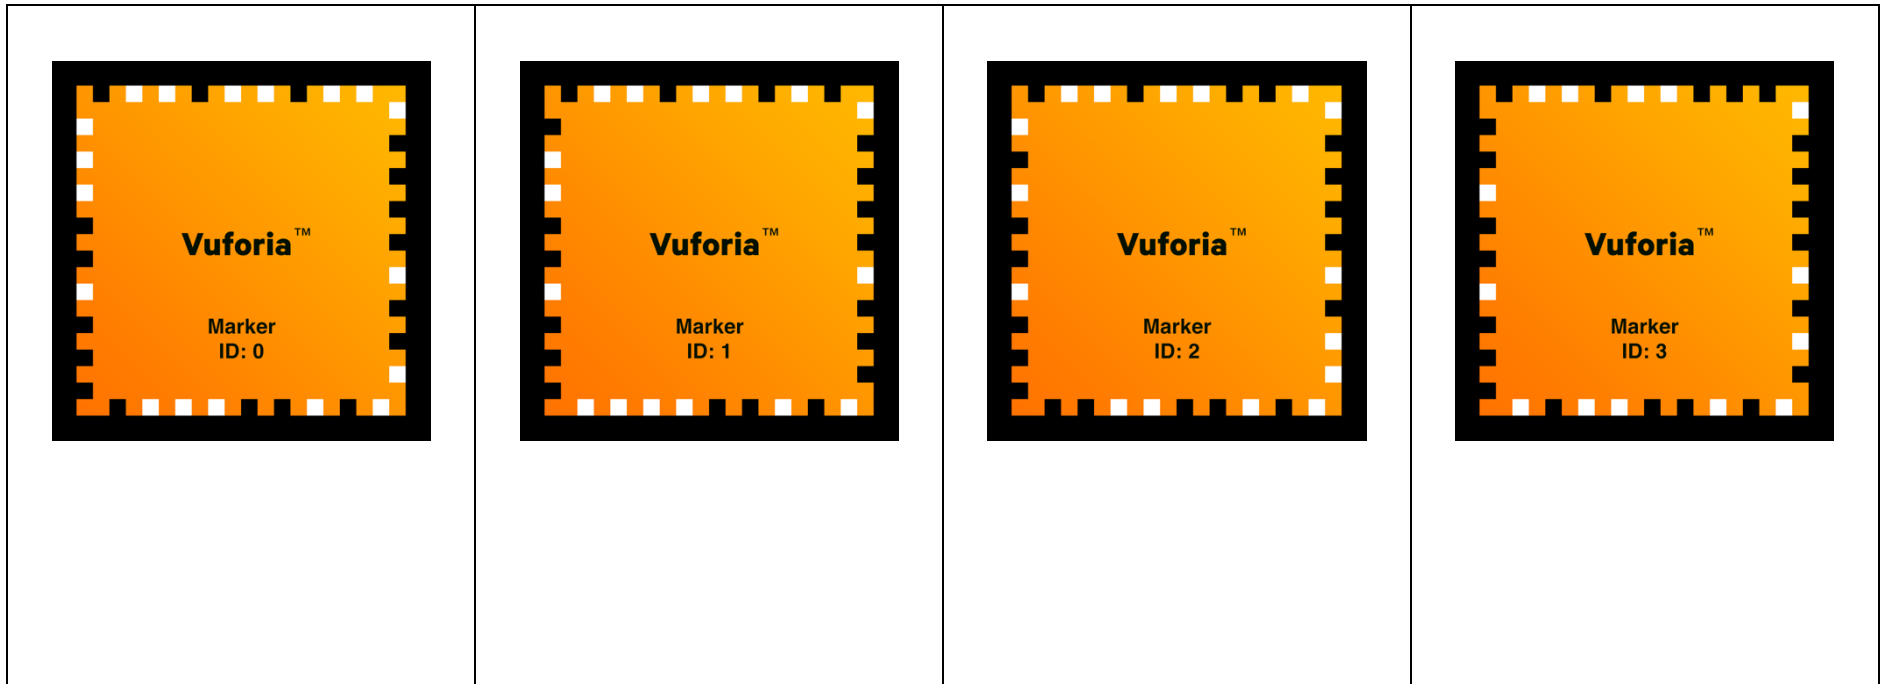 Vuforia™
Marker
ID: 0
Vuforia™
Marker
ID: 1
Vuforia™
Marker
ID: 2
Vuforia™
Marker
ID: 3